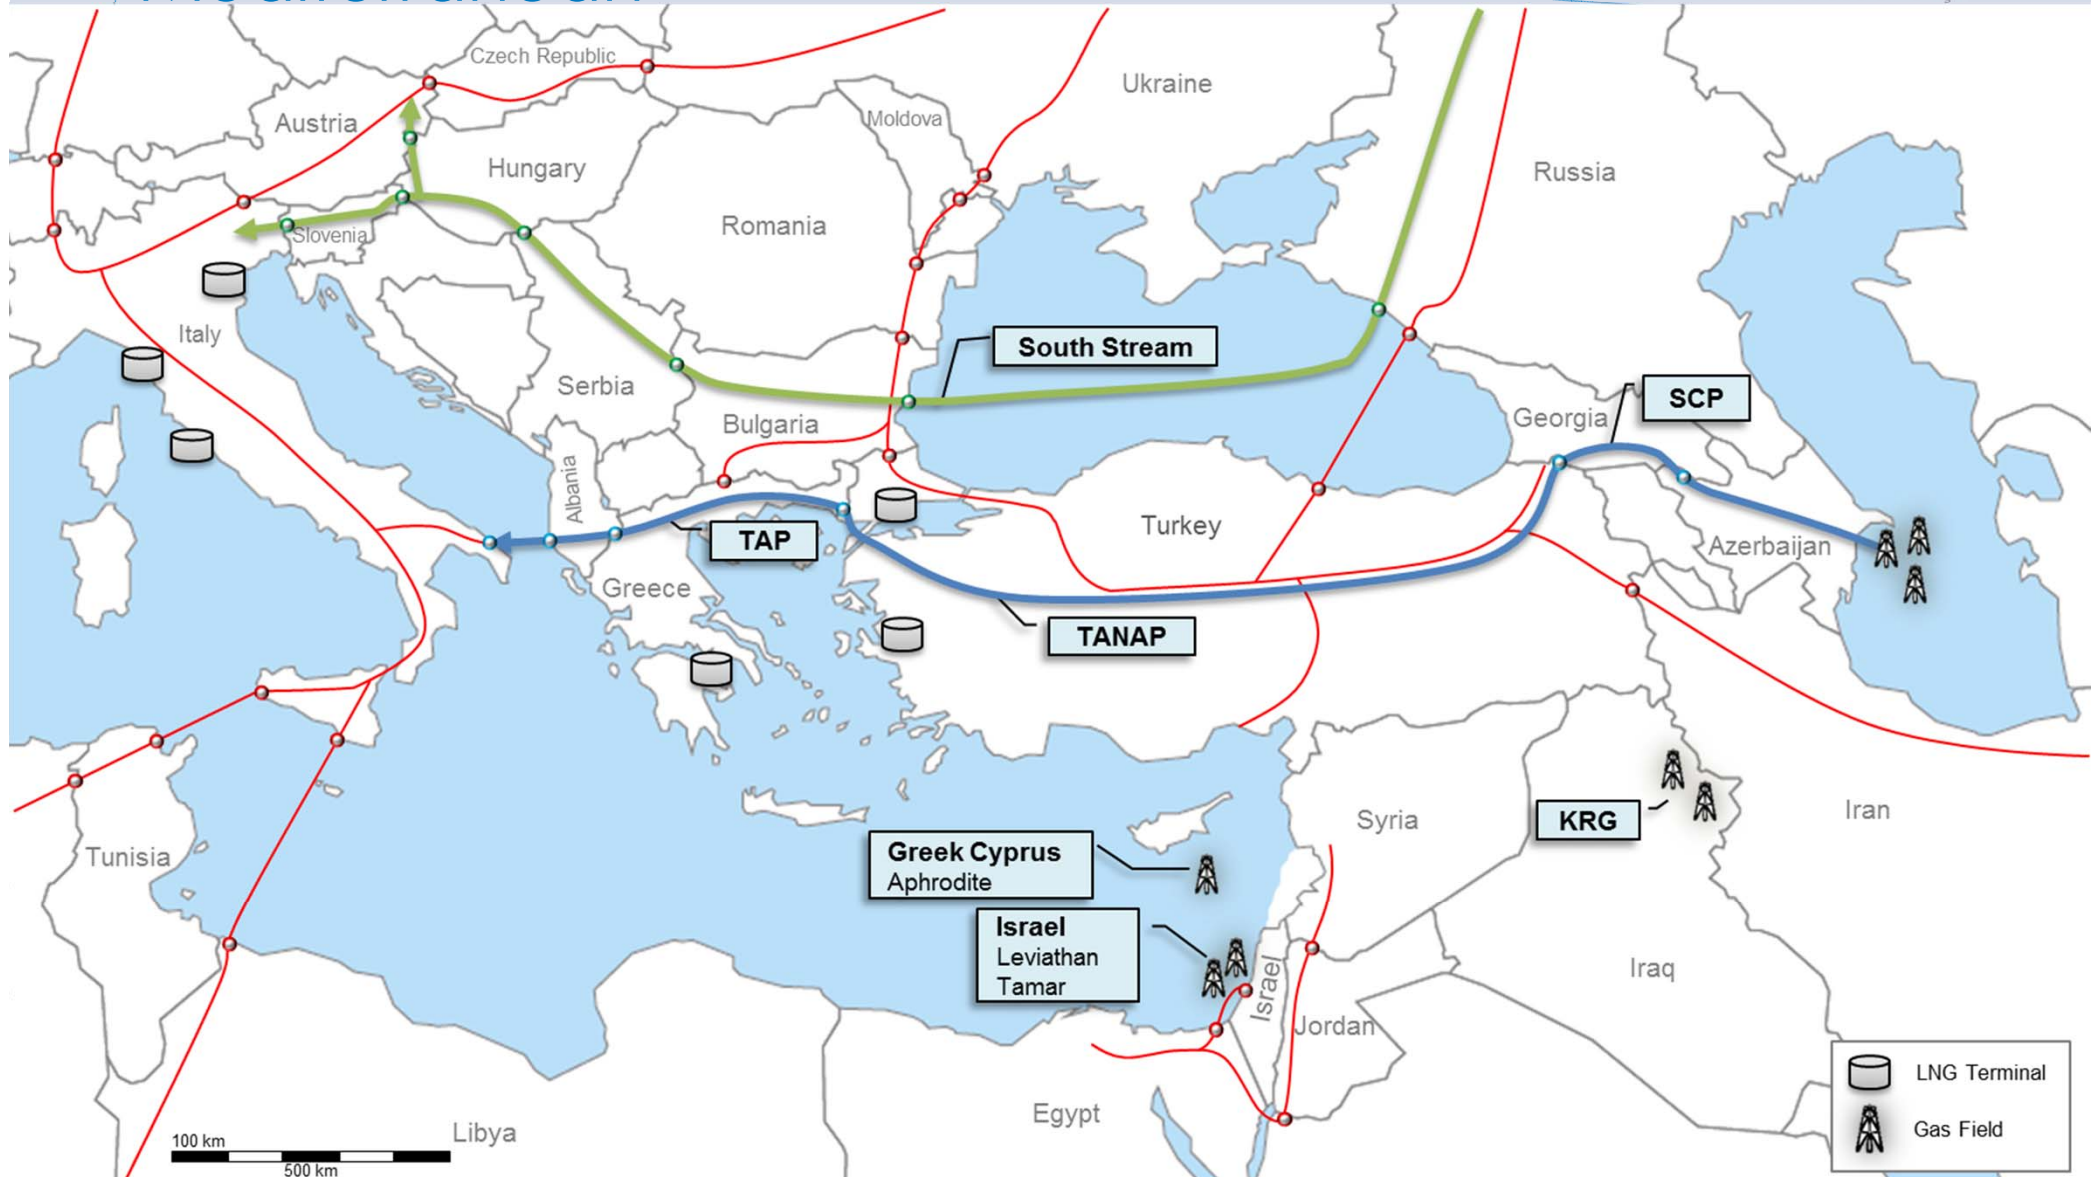 Czech Republic
Ukraine
Austria
Moldova
Hungary
Russia
Romania
Slovenia
Italy
South Stream
Serbia
SCP
Georgia
Bulgaria
Albania
Turkey
TAP
Azerbaijan
Greece
TANAP
Syria
KRG
Iran
Tunisia
Greek Cyprus
Aphrodite
Israel
Leviathan
Tamar
Israel
Iraq
Jordan
Egypt
Libya
LNG Terminal
Gas Field
100 km
500 km